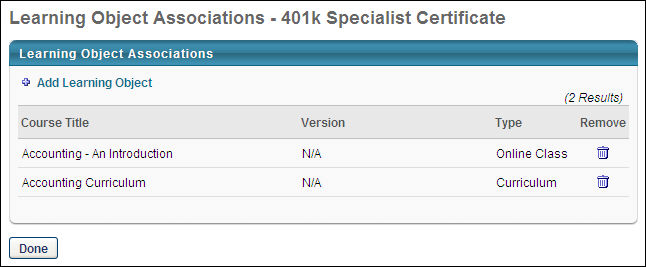 Learning Object Associations - 401k Specialist Certificate
Learning Object Associations
Add Learning Object
(2 Results)
Course Title Version Type Remove
Accounting - An Introduction N/A Online Class
Accounting Curriculum N/A Curriculum
Done